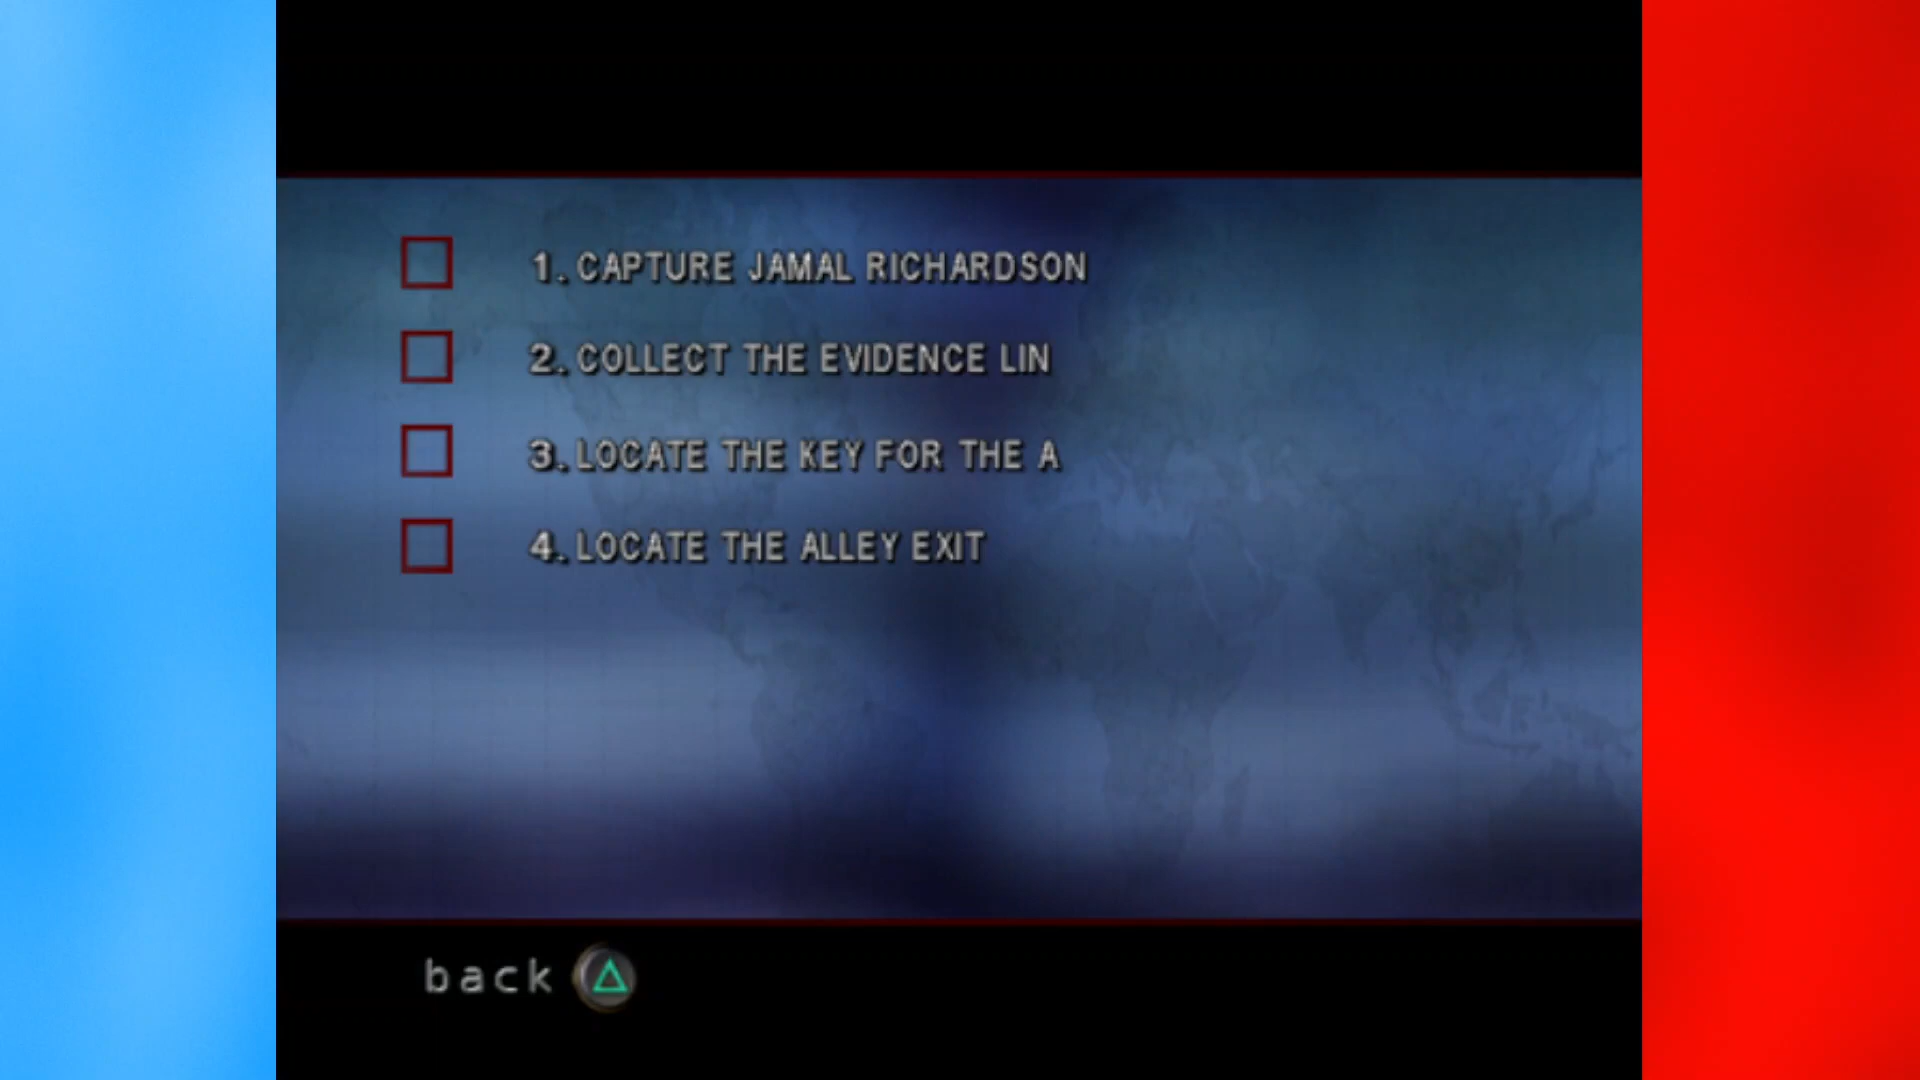 1. CAPTURE JAMAL RICHARDSON
2. COLLECT THE EVIDENCE LIN
3. LOCATE THE KEY FOR THE A
4. LOCATE THE ALLEY EXIT
back